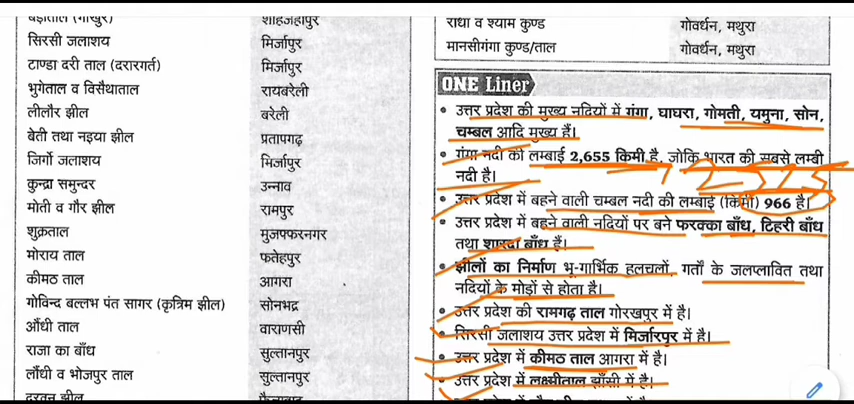 बड़ाताल (गोखुर) शाहजहाँपुर
सिरसी जलाशय मिर्जापुर
टाण्डा दरी ताल (दरारगर्त) मिर्जापुर
भुगेताल व विसैथाताल रायबरेली
लीलौर झील बरेली
बेती तथा नइया झील प्रतापगढ़
जिर्गो जलाशय मिर्जापुर
कुन्द्रा समुन्दर उन्नाव
मोती व गौर झील रामपुर
शुक्रताल मुजफ्फरनगर
मोराय ताल फतेहपुर
कीमठ ताल आगरा
गोविन्द बल्लभ पंत सागर (कृत्रिम झील) सोनभद्र
औंधी ताल वाराणसी
राजा का बाँध सुल्तानपुर
लौंधी व भोजपुर ताल सुल्तानपुर
राधा व श्याम कुण्ड गोवर्धन, मथुरा
मानसीगंगा कुण्ड/ताल गोवर्धन, मथुरा
ONE Liner
• उत्तर प्रदेश की मुख्य नदियों में गंगा, घाघरा, गोमती, यमुना, सोन,
चम्बल आदि मुख्य हैं।
• गंगा नदी की लम्बाई 2,655 किमी है, जोकि भारत की सबसे लम्बी
नदी है। 2525
• उत्तर प्रदेश में बहने वाली चम्बल नदी की लम्बाई (किमी) 966 है।
• उत्तर प्रदेश में बहने वाली नदियों पर बने फरक्का बाँध, टिहरी बाँध
तथा शारदा बाँध हैं।
• झीलों का निर्माण भू-गार्भिक हलचलों, गर्तों के जलप्लावित तथा
नदियों के मोड़ों से होता है।
• उत्तर प्रदेश की रामगढ़ ताल गोरखपुर में है।
• सिरसी जलाशय उत्तर प्रदेश में मिर्जारपुर में है।
• उत्तर प्रदेश में कीमठ ताल आगरा में है।
• उत्तर प्रदेश में लक्ष्मीताल झाँसी में है।